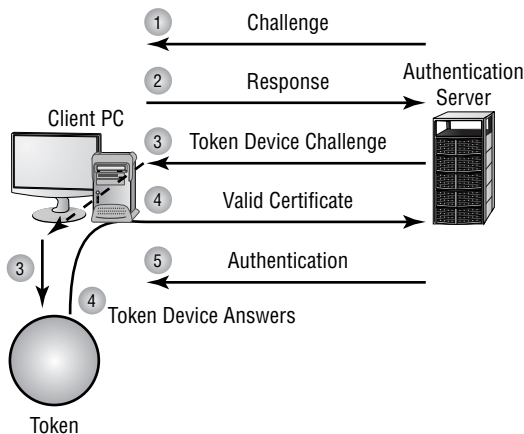 1 Challenge
2 Response
Authentication
Server
Client PC
3 Token Device Challenge
4 Valid Certificate
3
5 Authentication
4 Token Device Answers
Token